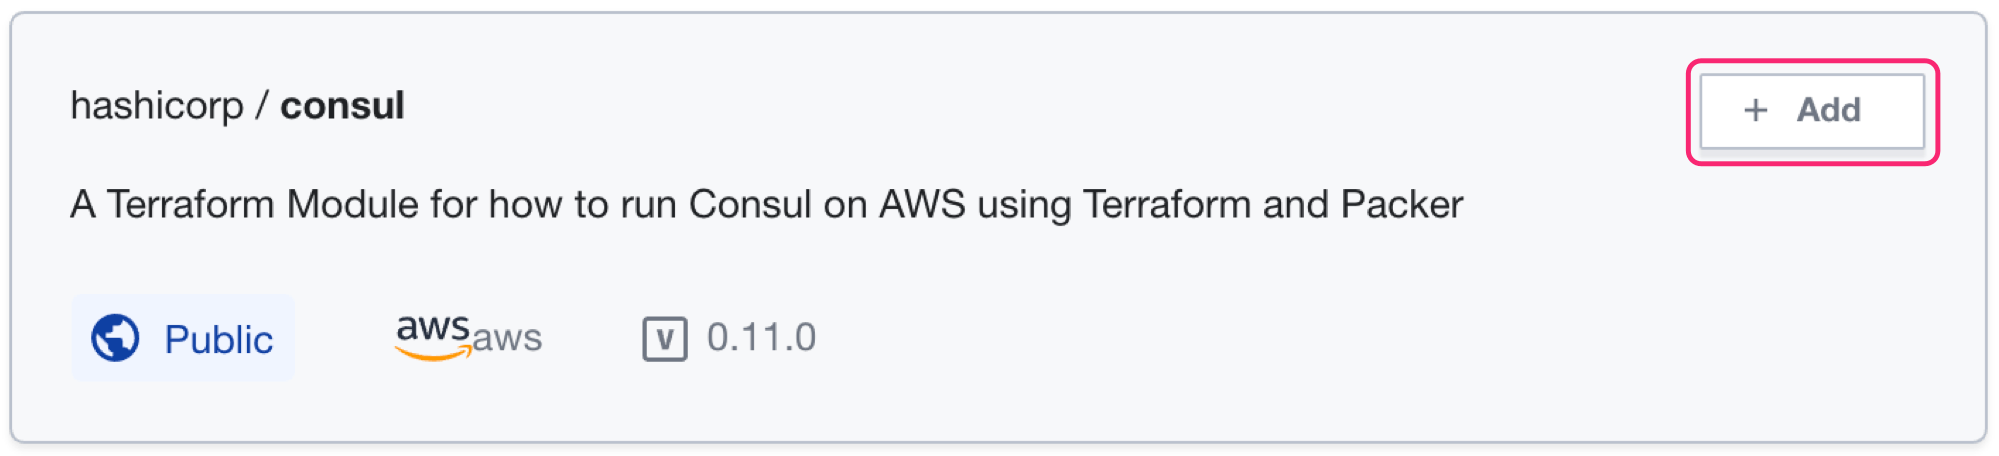 hashicorp / consul
+ Add
A Terraform Module for how to run Consul on AWS using Terraform and Packer
Public aws aws V 0.11.0